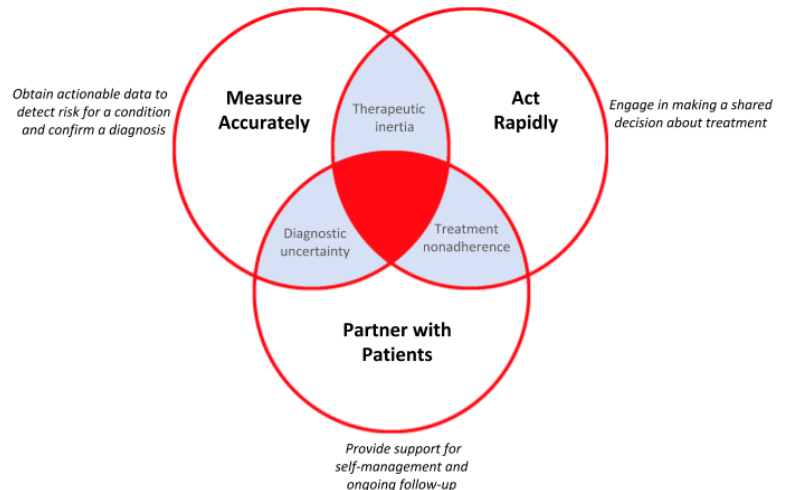 Obtain actionable data to
detect risk for a condition
and confirm a diagnosis
Measure
Accurately
Therapeutic
inertia
Act
Rapidly
Engage in making a shared
decision about treatment
Diagnostic
uncertainty
Treatment
nonadherence
Partner with
Patients
Provide support for
self-management and
ongoing follow-up